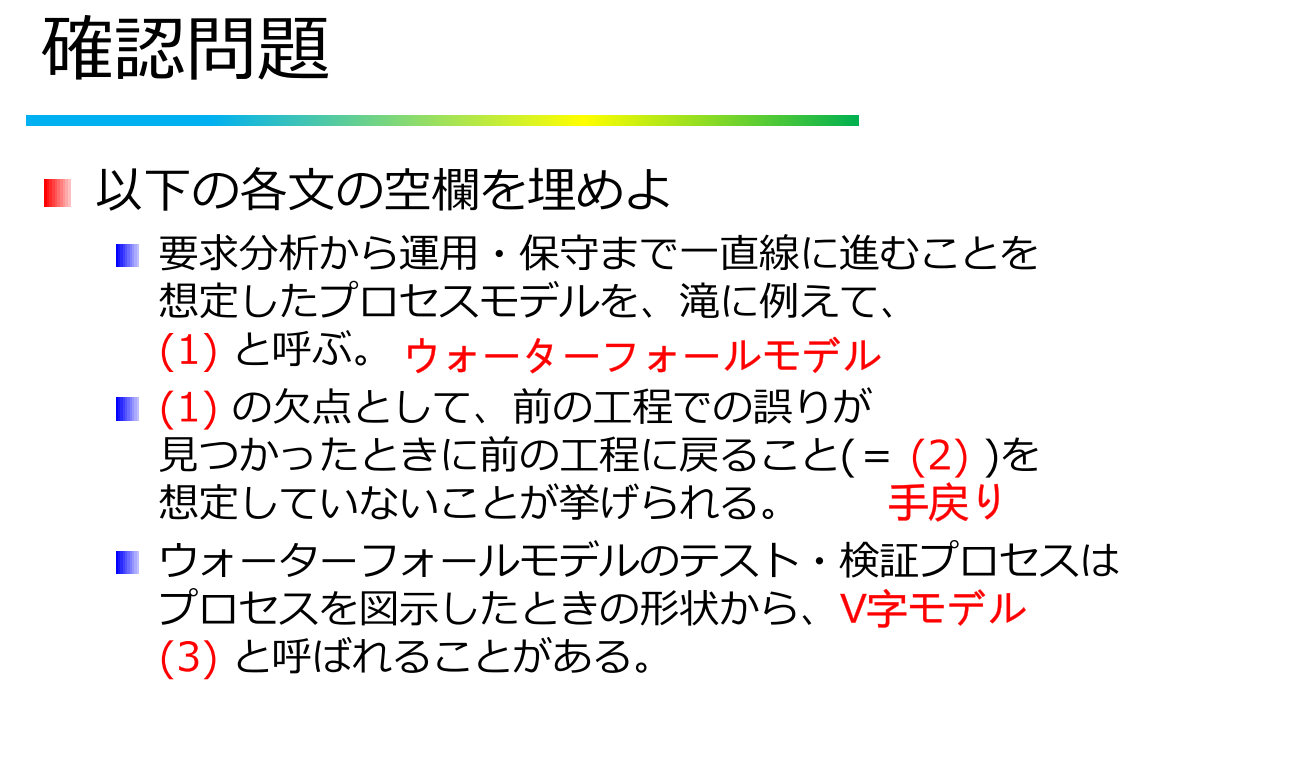 確認問題
以下の各文の空欄を埋めよ
要求分析から運用・保守まで一直線に進むことを
想定したプロセスモデルを、滝に例えて、
(1) と呼ぶ。 ウォーターフォールモデル
(1) の欠点として、前の工程での誤りが
見つかったときに前の工程に戻ること(＝ (2) )を
想定していないことが挙げられる。 手戻り
ウォーターフォールモデルのテスト・検証プロセスは
プロセスを図示したときの形状から、V字モデル
(3) と呼ばれることがある。